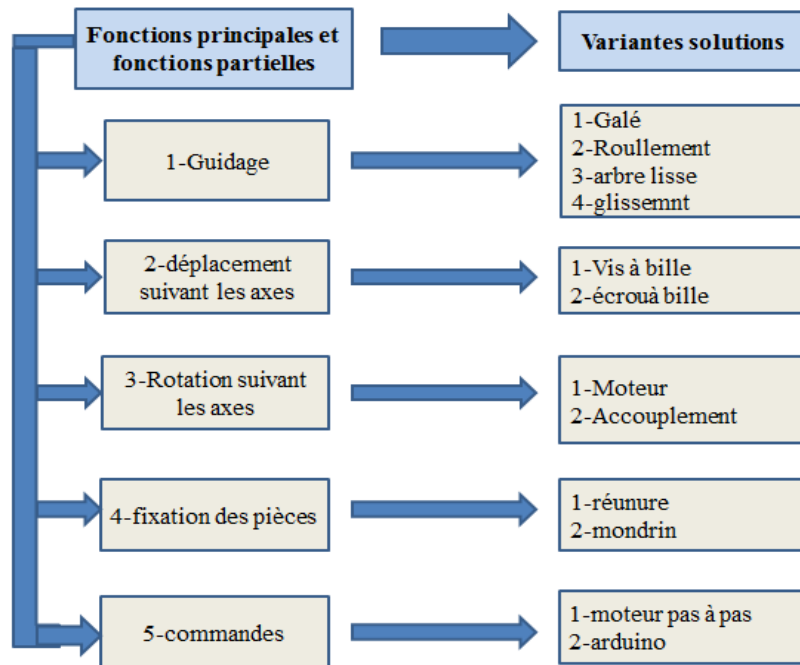 Fonctions principales et
fonctions partielles
Variantes solutions
1-Guidage
1-Galé
2-Roullement
3-arbre lisse
4-glissemnt
2-déplacement
suivant les axes
1-Vis à bille
2-écrouà bille
3-Rotation suivant
les axes
1-Moteur
2-Accouplement
4-fixation des pièces
1-réunure
2-mondrin
5-commandes
1-moteur pas à pas
2-arduino